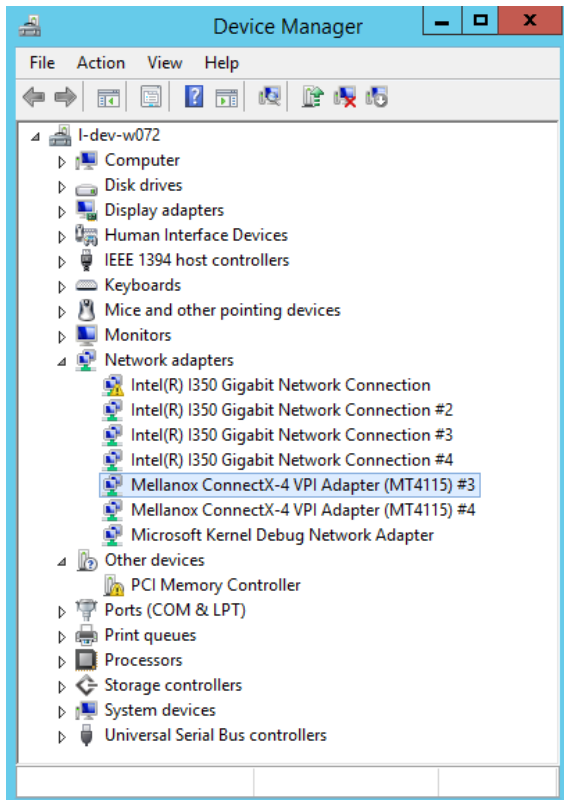 Device Manager
File Action View Help
l-dev-w072
Computer
Disk drives
Display adapters
Human Interface Devices
IEEE 1394 host controllers
Keyboards
Mice and other pointing devices
Monitors
Network adapters
Intel(R) I350 Gigabit Network Connection
Intel(R) I350 Gigabit Network Connection #2
Intel(R) I350 Gigabit Network Connection #3
Intel(R) I350 Gigabit Network Connection #4
Mellanox ConnectX-4 VPI Adapter (MT4115) #3
Mellanox ConnectX-4 VPI Adapter (MT4115) #4
Microsoft Kernel Debug Network Adapter
Other devices
PCI Memory Controller
Ports (COM & LPT)
Print queues
Processors
Storage controllers
System devices
Universal Serial Bus controllers